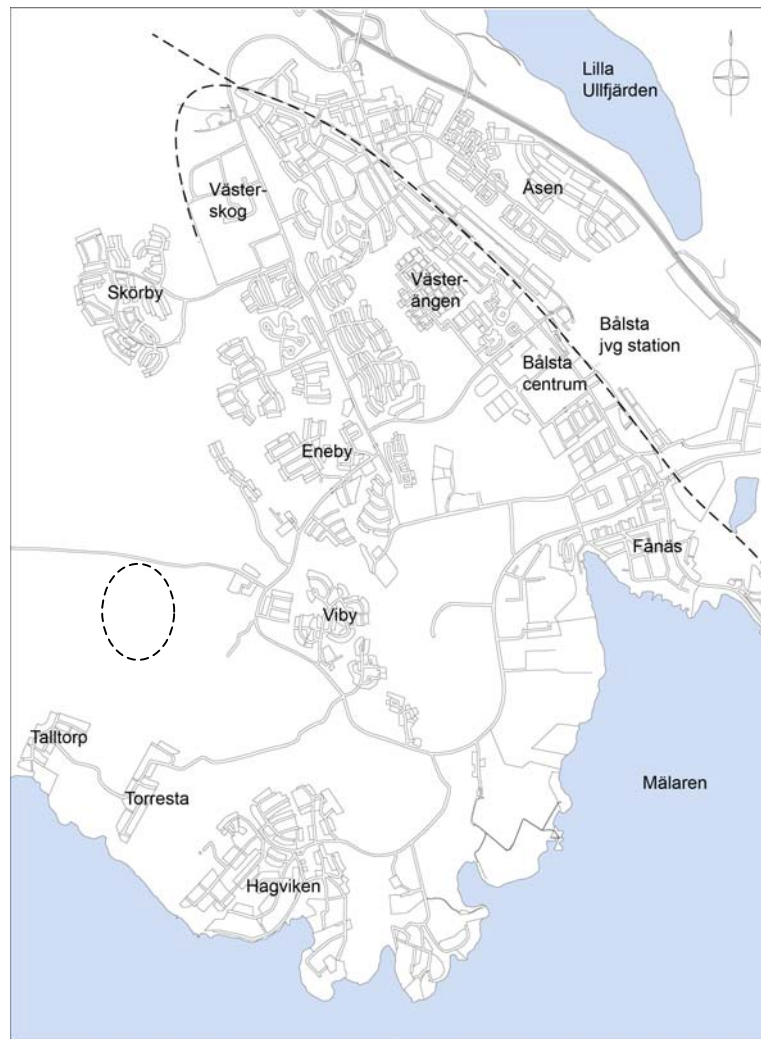 Lilla
Ullfjärden
Åsen
Väster-
skog
Skörby
Väster-
ängen
Bålsta
jvg station
Bålsta
centrum
Eneby
Fånäs
Viby
Talltorp
Torresta
Mälaren
Hagviken